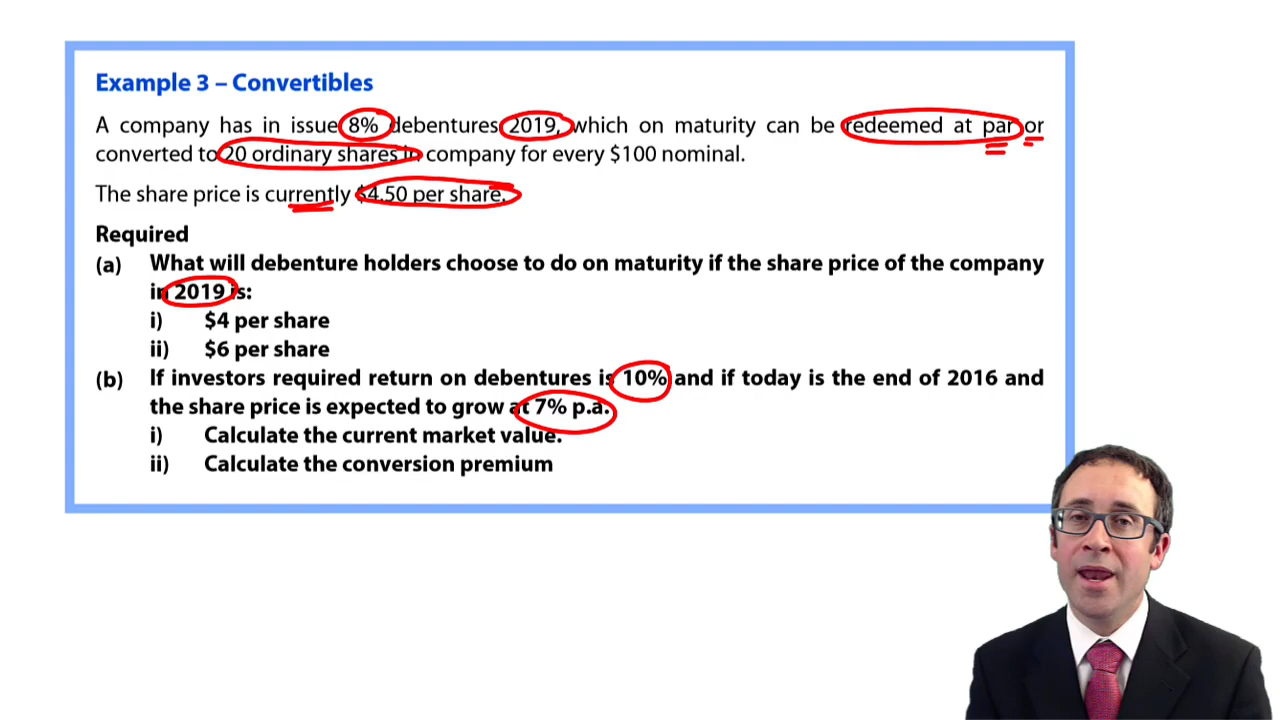 Example 3 – Convertibles
A company has in issue 8% debentures 2019, which on maturity can be redeemed at par or
converted to 20 ordinary shares in company for every $100 nominal.
The share price is currently $4.50 per share.
Required
(a) What will debenture holders choose to do on maturity if the share price of the company
in 2019 is:
i) $4 per share
ii) $6 per share
(b) If investors required return on debentures is 10% and if today is the end of 2016 and
the share price is expected to grow at 7% p.a.
i) Calculate the current market value.
ii) Calculate the conversion premium